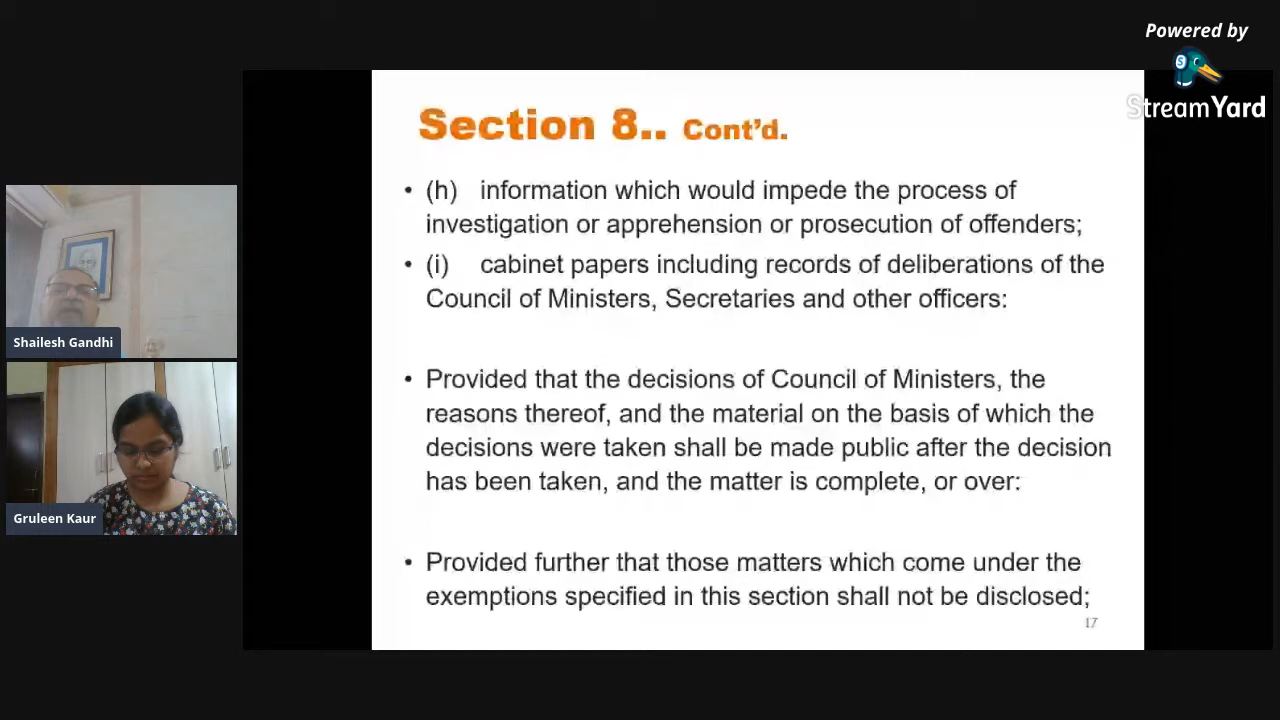 Powered by
StreamYard
Section 8.. Cont'd.
• (h) information which would impede the process of
investigation or apprehension or prosecution of offenders;
• (i) cabinet papers including records of deliberations of the
Council of Ministers, Secretaries and other officers:
• Provided that the decisions of Council of Ministers, the
reasons thereof, and the material on the basis of which the
decisions were taken shall be made public after the decision
has been taken, and the matter is complete, or over:
• Provided further that those matters which come under the
exemptions specified in this section shall not be disclosed;
17
Shailesh Gandhi
Gruleen Kaur